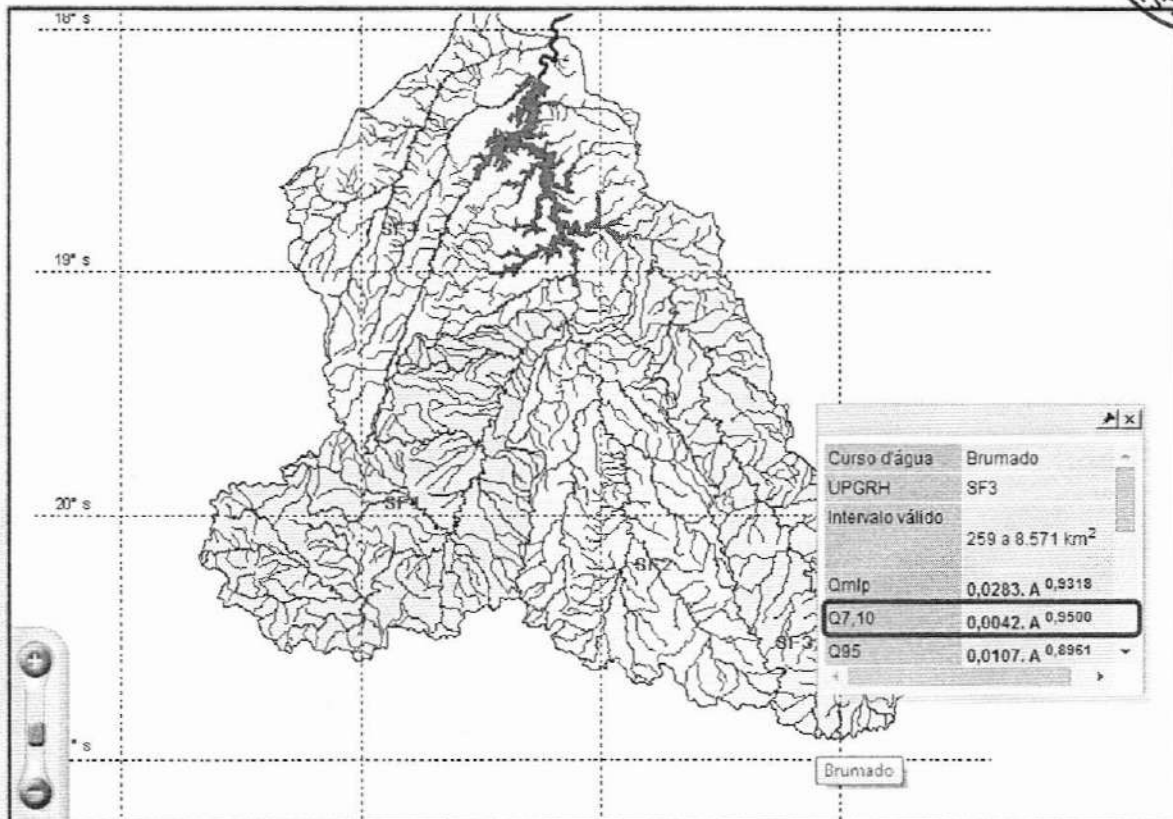 18° s
SF4
19° s
Curso d'água Brumado
UPGRH SF3
Intervalo válido
259 a 8.571 km²
20° s
SF4
SF2
Qmlp 0,0283. A 0,9318
Q7,10 0,0042. A 0,9500
SF3
Q95 0,0107. A 0,8961
° s
Brumado